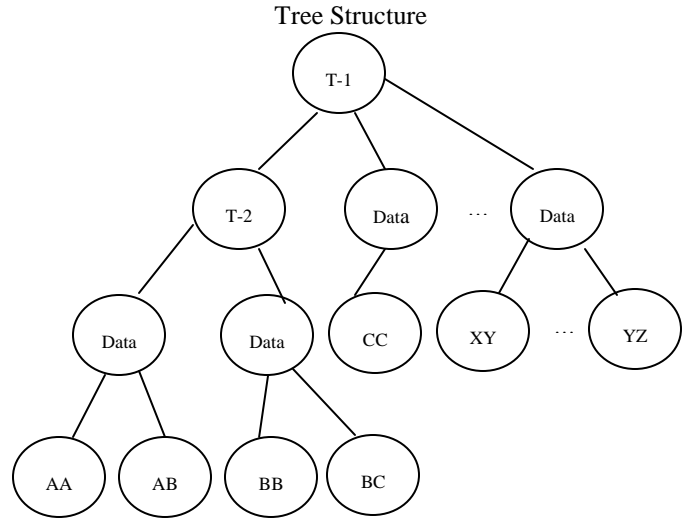 Tree Structure
T-1
T-2
Data
...
Data
Data
Data
CC
XY
...
YZ
AA
AB
BB
BC